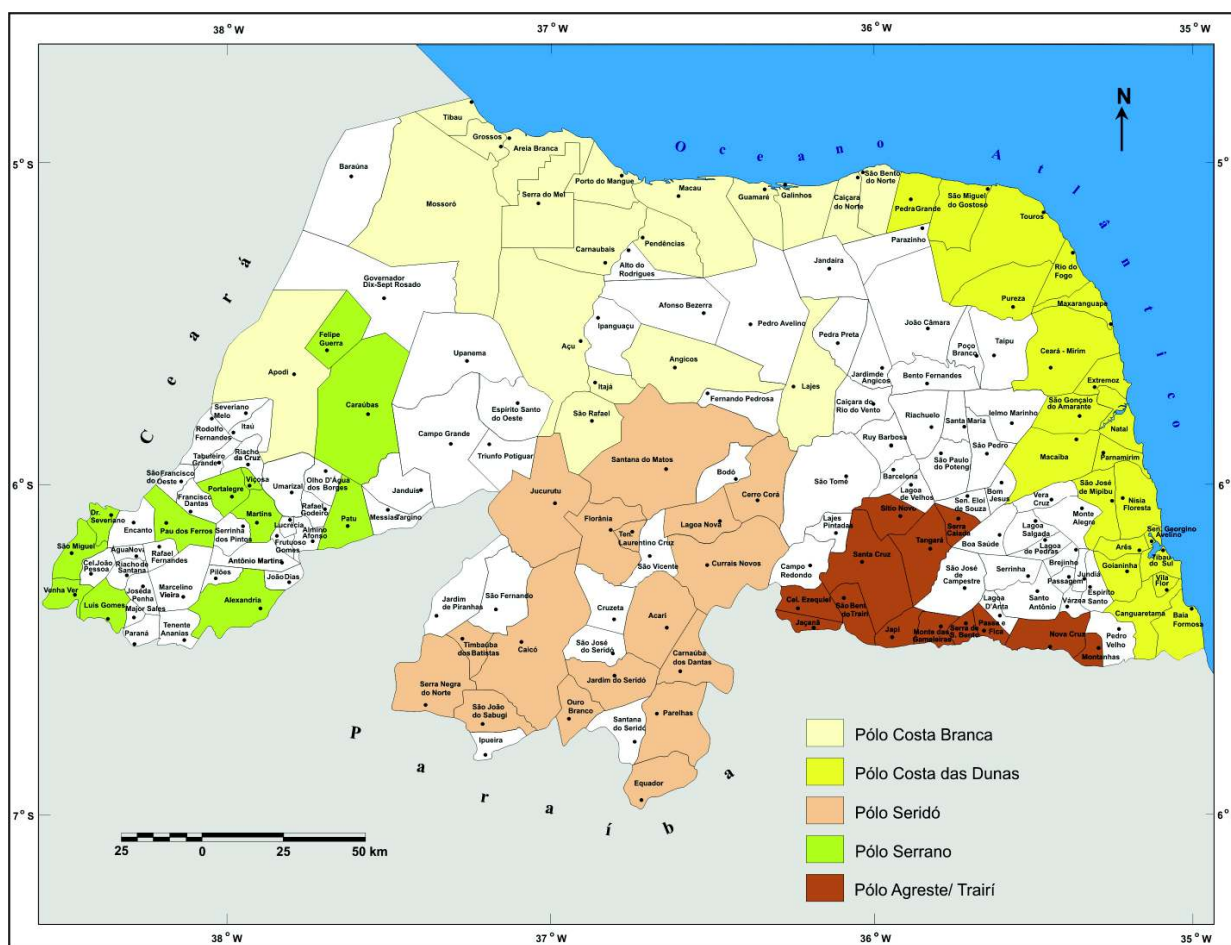 38° W
37° W
36° W
35° W
N
5° S
5° S
Oceano Atlântico
Ceará
Paraíba
Tibau
Grossos
Areia Branca
Baraúna
Mossoró
Serra do Mel
Porto do Mangue
Macau
Guamaré
Galinhos
Caiçara
do Norte
São Bento
do Norte
Pedra Grande
São Miguel
do Gostoso
Touros
Parazinho
Carnaubais
Pendências
Alto do
Rodrigues
Jandaira
Rio do
Fogo
Governador
Dix-Sept Rosado
Afonso Bezerra
Pureza
Maxaranguape
Felipe
Guerra
Ipanguaçu
Pedro Avelino
Pedra Preta
João Câmara
Açu
Poço
Branco
Taipu
Ceará - Mirim
Upanema
Angicos
Apodi
Itajá
Lajes
Jardim de
Angicos
Bento Fernandes
Extremoz
Caraúbas
Espírito Santo
do Oeste
São Rafael
Fernando Pedrosa
Caiçara do
Rio do Vento
Riachuelo
Santa Maria
Ielmo Marinho
São Gonçalo
do Amarante
Natal
Severiano
Melo
Itaú
Rodolfo
Fernandes
Campo Grande
Triunfo Potiguar
Ruy Barbosa
São Pedro
Macaiba
Parnamirim
Riacho
da Cruz
Tabuleiro
Grande
Santana do Matos
Bodó
São Tomé
Barcelona
São Paulo
do Potengi
São Francisco
do Oeste
Viçosa
Portalegre
Umarizal
Olho D'Água
dos Borges
Janduis
Jucurutu
Cerro Corá
Lagoa
de Velhos
Bom
Jesus
Vera
Cruz
São José
de Mipibu
Nísia
Floresta
6° S
6° S
Francisco
Dantas
Martins
Rafael
Godeiro
Patu
Messias Targino
Florânia
Lagoa Nova
Sítio Novo
Sen. Eloi
de Souza
Monte
Alegre
Dr.
Severiano
Encanto
Pau dos Ferros
Serrinha
dos Pintos
Lucrécia
Almino
Afonso
Frutuoso
Gomes
Ten.
Laurentino Cruz
São Vicente
Lajes
Pintadas
Serra
Caiada
Tangará
Lagoa
Salgada
Boa Saúde
Lagoa
de Pedras
Sen. Georgino
Avelino
Arês
Tibau
do Sul
São Miguel
Água Nova
Rafael
Fernandes
Antônio Martins
Currais Novos
Campo
Redondo
Santa Cruz
São José
de Campestre
Serrinha
Brejinho
Goianinha
Cel. João
Pessoa
Riacho de
Santana
Pilões
João Dias
Passagem
Jundiá
Vila
Flor
Venha Ver
José da
Penha
Marcelino
Vieira
Espírito
Santo
Luís Gomes
Major Sales
Alexandria
Jardim
de Piranhas
São Fernando
Cruzeta
Acari
Cel. Ezequiel
São Bent.
do Trairí
Lagoa
D'Anta
Santo
Antônio
Várzea
Canguaretama
Baía
Formosa
Paraná
Tenente
Ananias
Timbaúba
dos Batistas
Caicó
São José
do Seridó
Carnaúba
dos Dantas
Jaçanã
Japi
Monte das
Gameleiras
Serra de
S. Bento
Passa
e Fica
Nova Cruz
Montanhas
Pedro
Velho
Serra Negra
do Norte
Jardim do Seridó
São João
do Sabugi
Ouro
Branco
Santana
do Seridó
Parelhas
Ipueira
Equador
Pólo Costa Branca
Pólo Costa das Dunas
Pólo Seridó
Pólo Serrano
Pólo Agreste/ Trairí
7° S
6° S
25 0 25 50 km
38° W
37° W
36° W
35° W